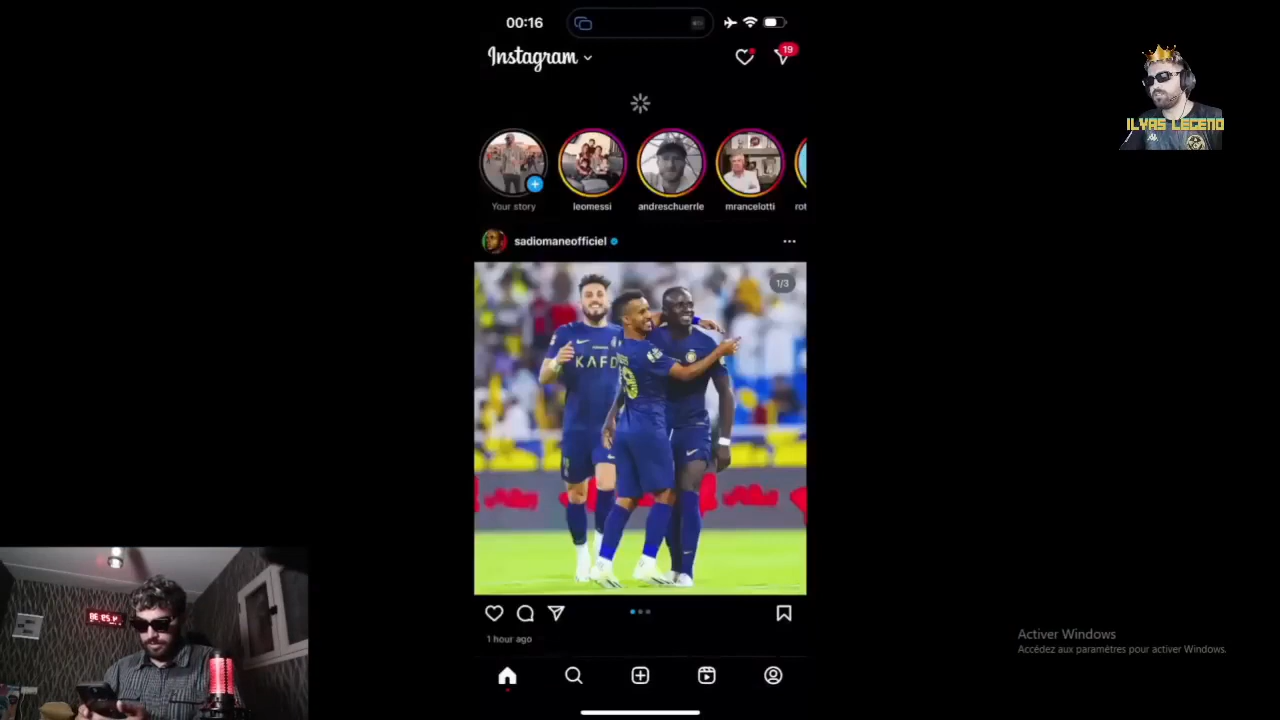 00:16
Instagram
19
ILYAS LEGEND
Your story
leomessi
andreschuerrle
mrancelotti
rot
sadiomaneofficiel
1/3
KAFD
1 hour ago
Activer Windows
Accédez aux paramètres pour activer Windows.